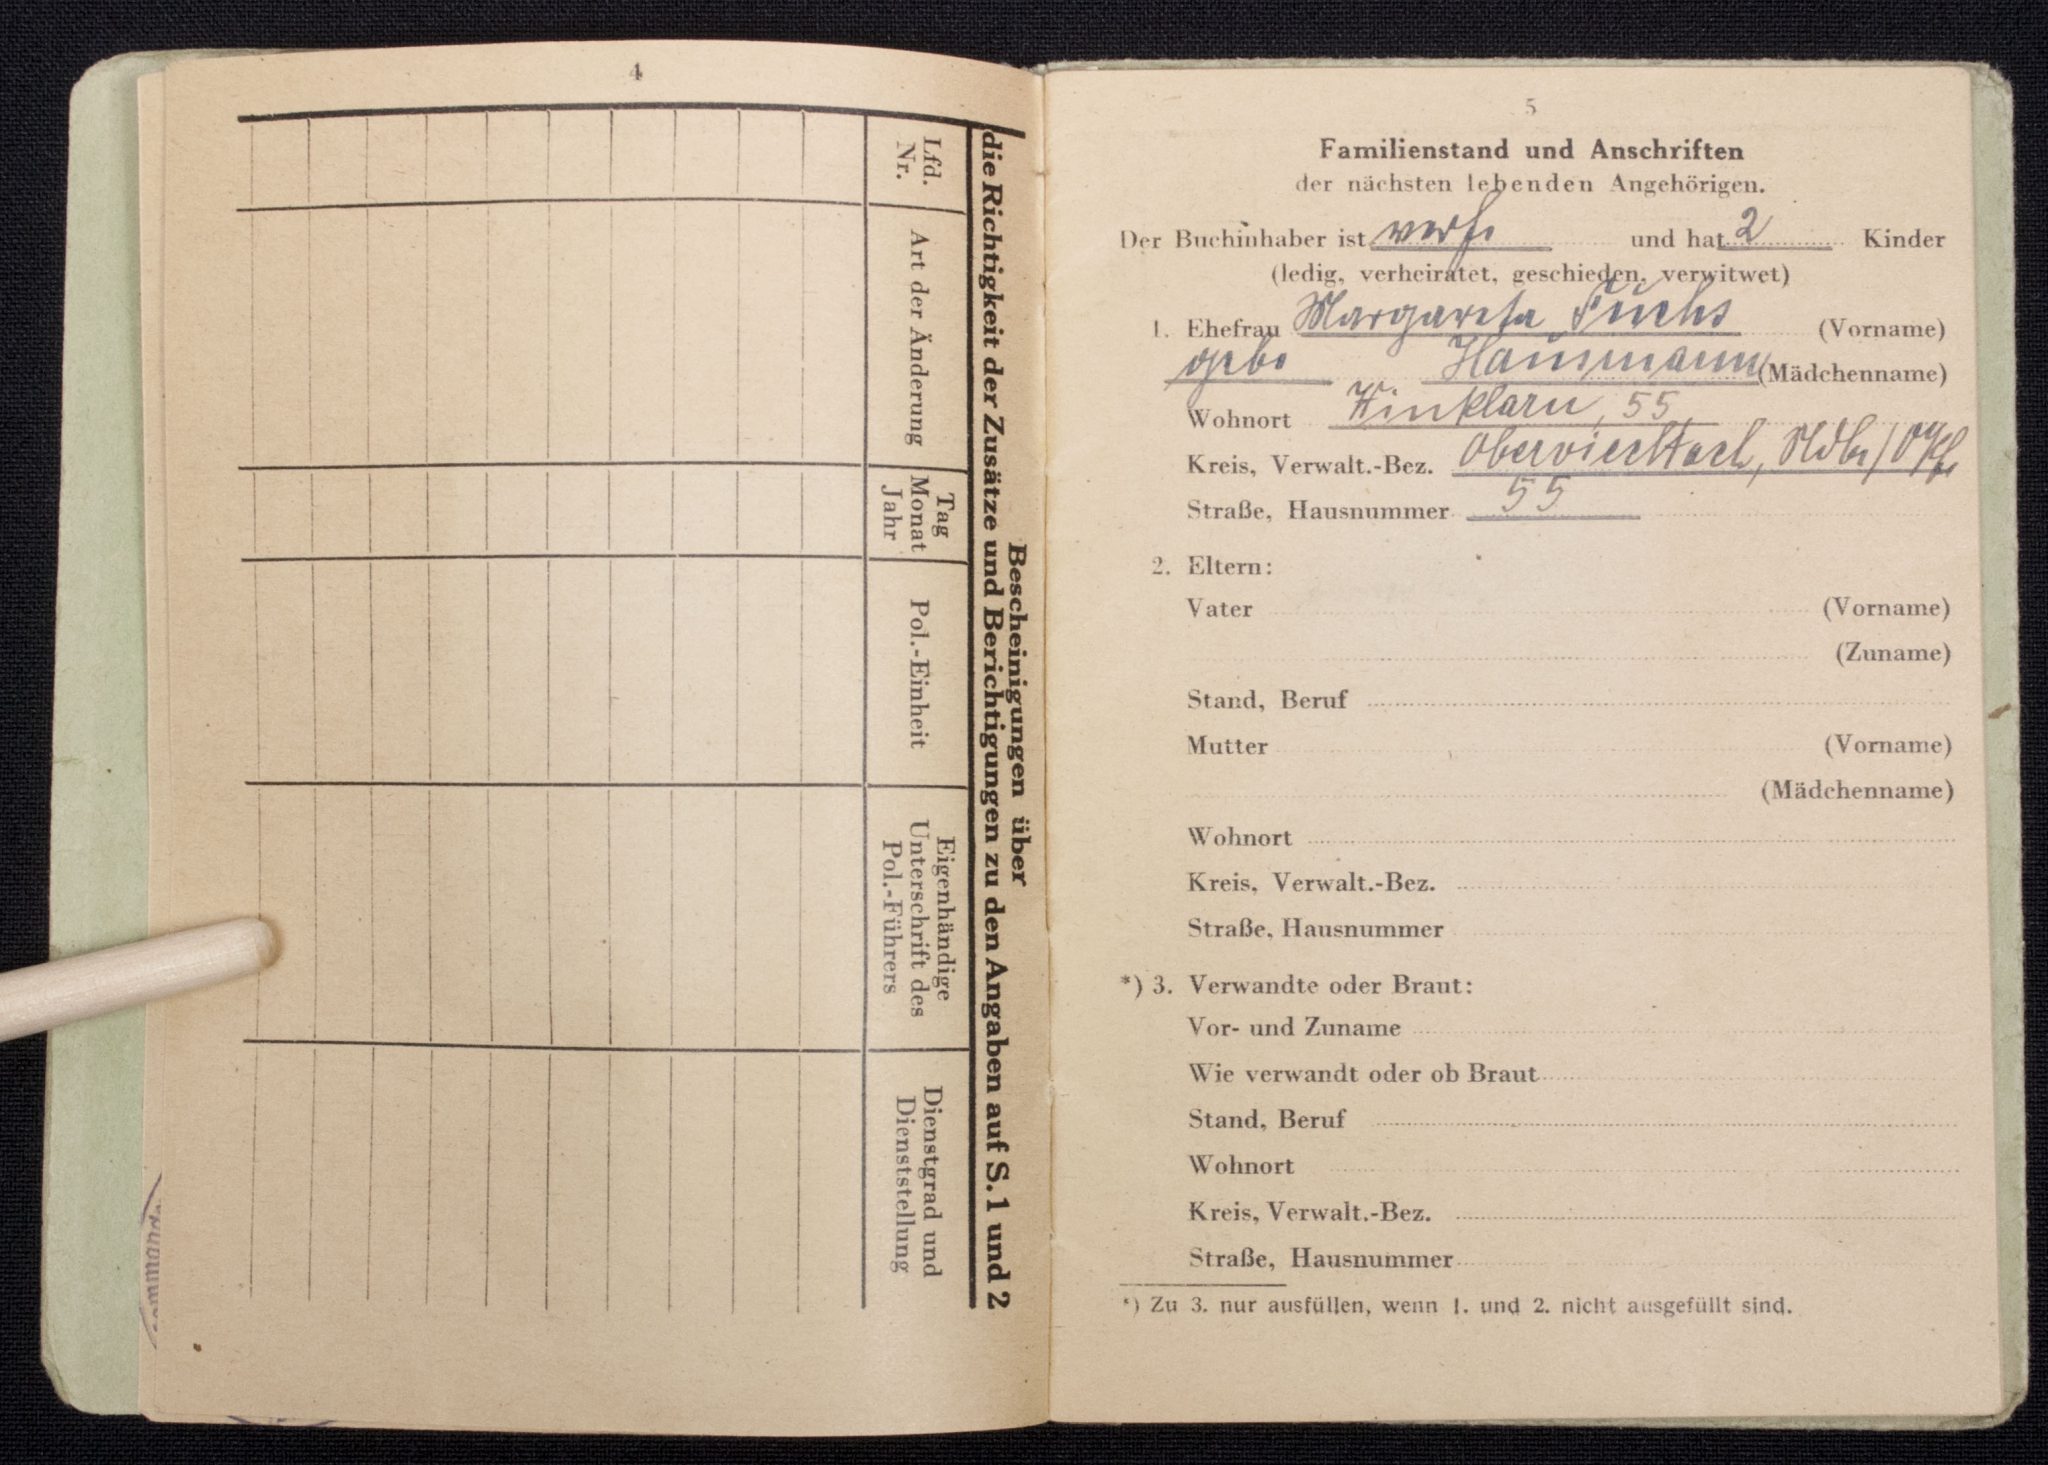 4
Bescheinigungen über
die Richtigkeit der Zusätze und Berichtigungen zu den Angaben auf S. 1 und 2
Lfd.
Nr.
Art der Änderung
Tag
Monat
Jahr
Pol.-Einheit
Eigenhändige
Unterschrift des
Pol.-Führers
Dienstgrad und
Dienststellung
5
Familienstand und Anschriften
der nächsten lebenden Angehörigen.
Der Buchinhaber ist verh. und hat 2 Kinder
(ledig, verheiratet, geschieden, verwitwet)
1. Ehefrau Margareta Fuchs (Vorname)
geb. (Mädchenname)
Wohnort Winklarn, 55
Kreis, Verwalt.-Bez. Oberviechtach,
Straße, Hausnummer 55
2. Eltern:
Vater (Vorname)
(Zuname)
Stand, Beruf
Mutter (Vorname)
(Mädchenname)
Wohnort
Kreis, Verwalt.-Bez.
Straße, Hausnummer
*) 3. Verwandte oder Braut:
Vor- und Zuname
Wie verwandt oder ob Braut
Stand, Beruf
Wohnort
Kreis, Verwalt.-Bez.
Straße, Hausnummer
*) Zu 3. nur ausfüllen, wenn 1. und 2. nicht ausgefüllt sind.